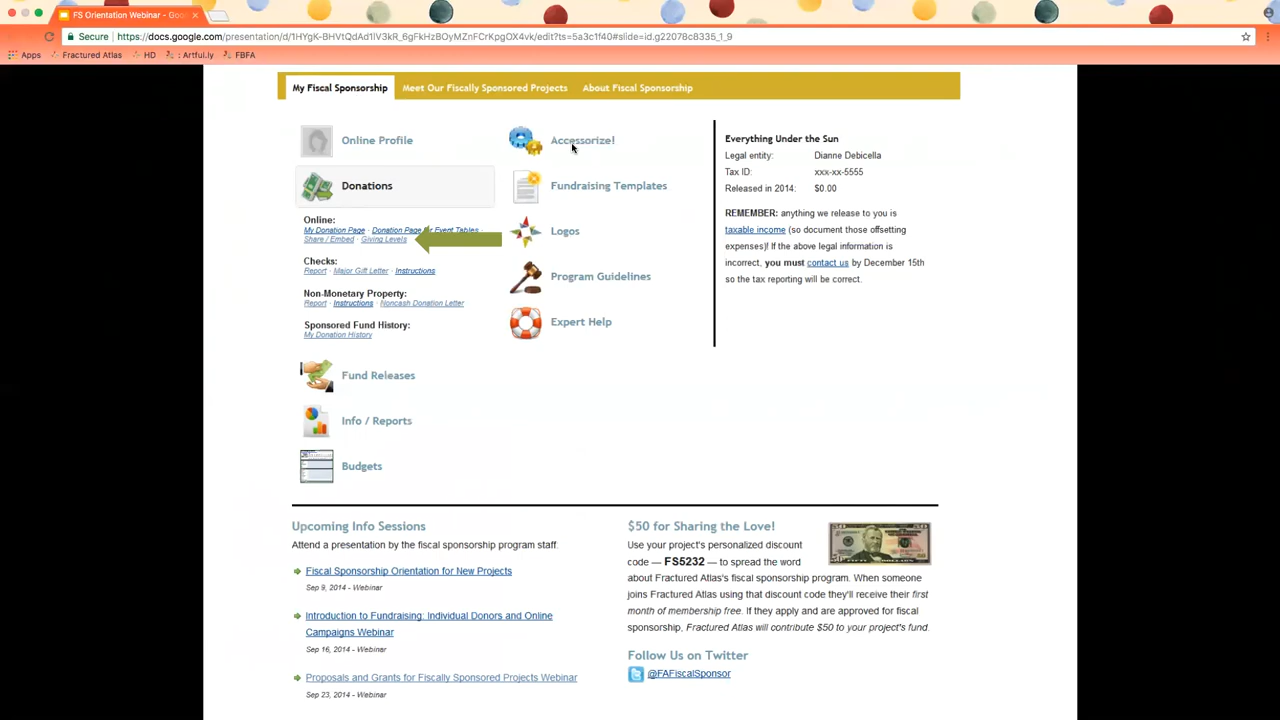 FS Orientation Webinar - Goo
Secure https://docs.google.com/presentation/d/1HYgK-BHVtQdAd1lV3kR_6gFkHzBOyMZnFCrKpgOX4vk/edit?ts=5a3c1f40#slide=id.g22078c8335_1_9
Apps Fractured Atlas HD : Artful.ly FBFA
My Fiscal Sponsorship Meet Our Fiscally Sponsored Projects About Fiscal Sponsorship
Online Profile
Donations
Online:
My Donation Page · Donation Page for Event Tables ·
Share / Embed · Giving Levels
Checks:
Report · Major Gift Letter · Instructions
Non-Monetary Property:
Report · Instructions · Noncash Donation Letter
Sponsored Fund History:
My Donation History
Fund Releases
Info / Reports
Budgets
Accessorize!
Fundraising Templates
Logos
Program Guidelines
Expert Help
Everything Under the Sun
Legal entity: Dianne Debicella
Tax ID: xxx-xx-5555
Released in 2014: $0.00
REMEMBER: anything we release to you is
taxable income (so document those offsetting
expenses)! If the above legal information is
incorrect, you must contact us by December 15th
so the tax reporting will be correct.
Upcoming Info Sessions
Attend a presentation by the fiscal sponsorship program staff.
Fiscal Sponsorship Orientation for New Projects
Sep 9, 2014 - Webinar
Introduction to Fundraising: Individual Donors and Online
Campaigns Webinar
Sep 16, 2014 - Webinar
Proposals and Grants for Fiscally Sponsored Projects Webinar
Sep 23, 2014 - Webinar
$50 for Sharing the Love!
Use your project's personalized discount
code — FS5232 — to spread the word
about Fractured Atlas's fiscal sponsorship program. When someone
joins Fractured Atlas using that discount code they'll receive their first
month of membership free. If they apply and are approved for fiscal
sponsorship, Fractured Atlas will contribute $50 to your project's fund.
Follow Us on Twitter
@FAFiscalSponsor